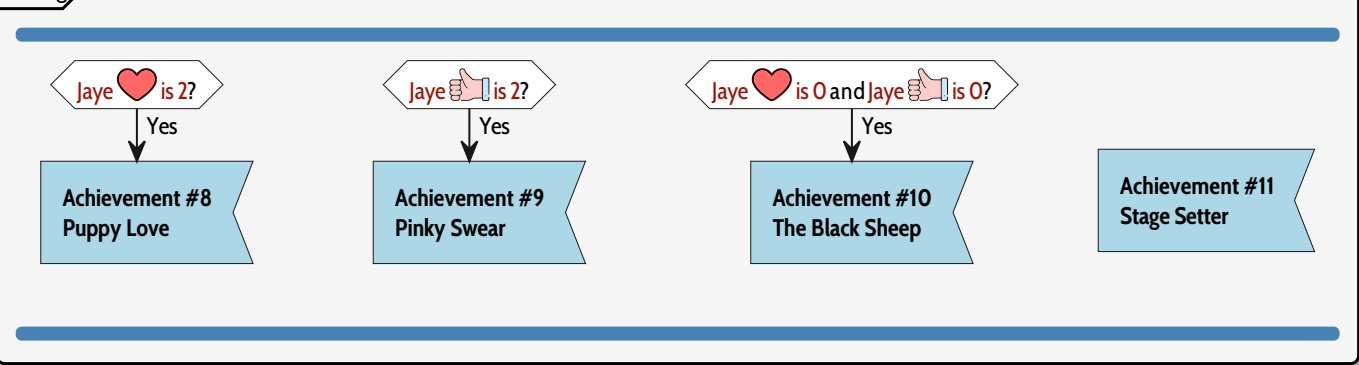 Jaye is 2?
Jaye is 2?
Jaye is 0 and Jaye is 0?
Yes
Yes
Yes
Achievement #8
Puppy Love
Achievement #9
Pinky Swear
Achievement #10
The Black Sheep
Achievement #11
Stage Setter